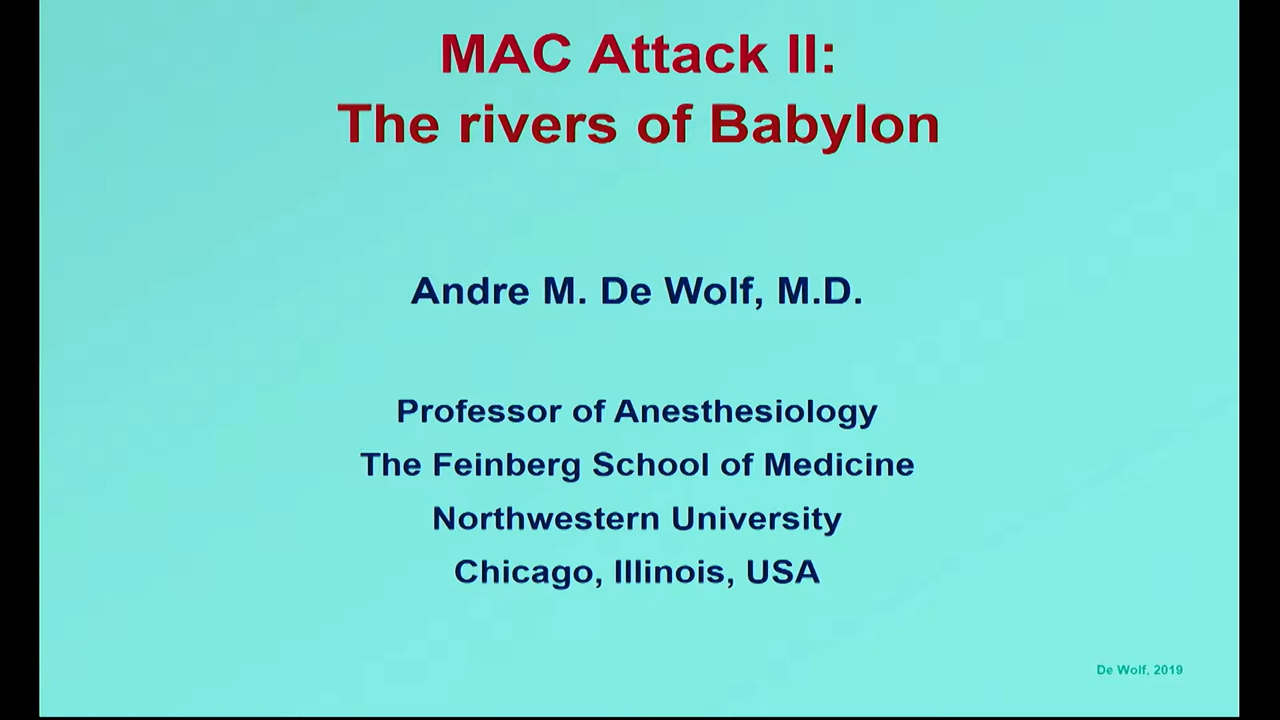 MAC Attack II:
The rivers of Babylon
Andre M. De Wolf, M.D.
Professor of Anesthesiology
The Feinberg School of Medicine
Northwestern University
Chicago, Illinois, USA
De Wolf, 2019